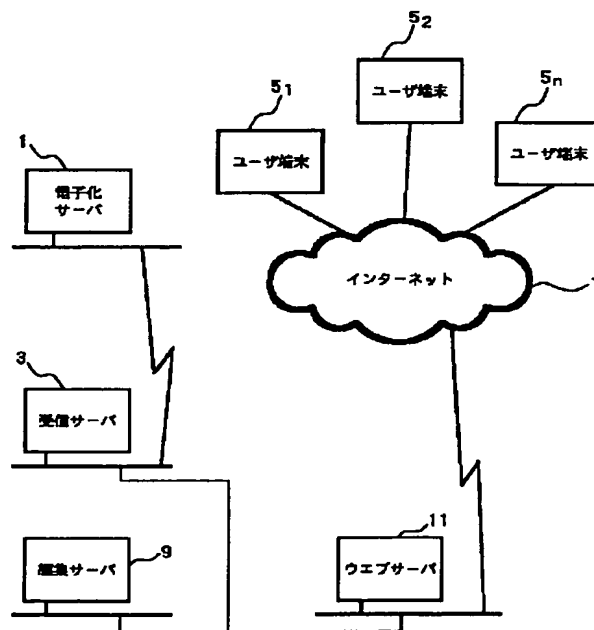 5₂
ユーザ端末
5₁
ユーザ端末
5n
ユーザ端末
1
電子化
サーバ
インターネット
3
受信サーバ
9
編集サーバ
11
ウエブサーバ